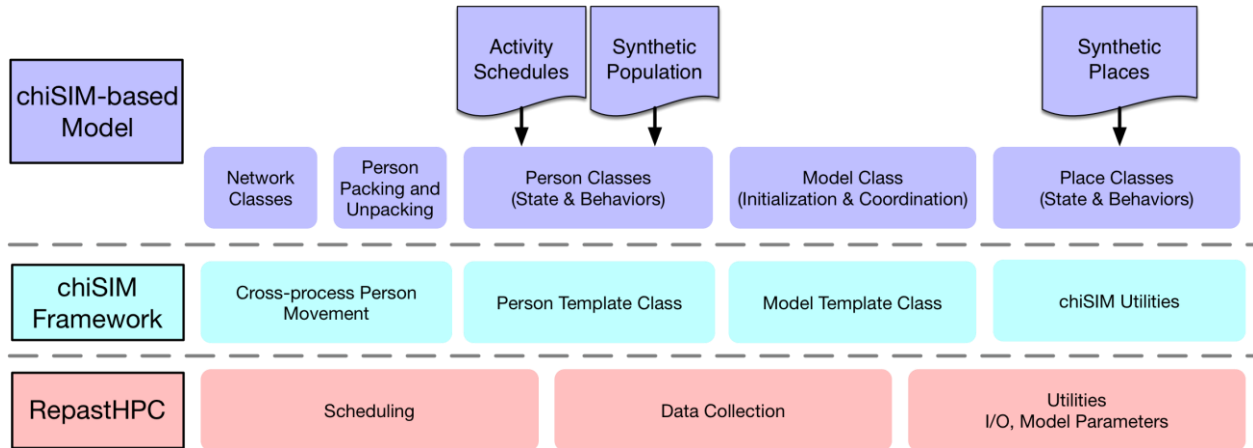 Activity
Schedules
Synthetic
Population
Synthetic
Places
chiSIM-based
Model
Network
Classes
Person
Packing and
Unpacking
Person Classes
(State & Behaviors)
Model Class
(Initialization & Coordination)
Place Classes
(State & Behaviors)
chiSIM
Framework
Cross-process Person
Movement
Person Template Class
Model Template Class
chiSIM Utilities
RepastHPC
Scheduling
Data Collection
Utilities
I/O, Model Parameters